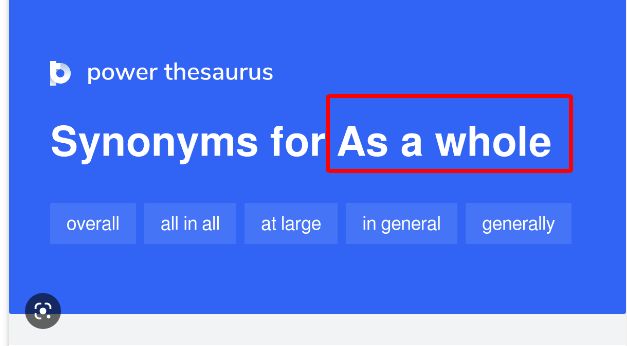 power thesaurus
Synonyms for As a whole
overall all in all at large in general generally